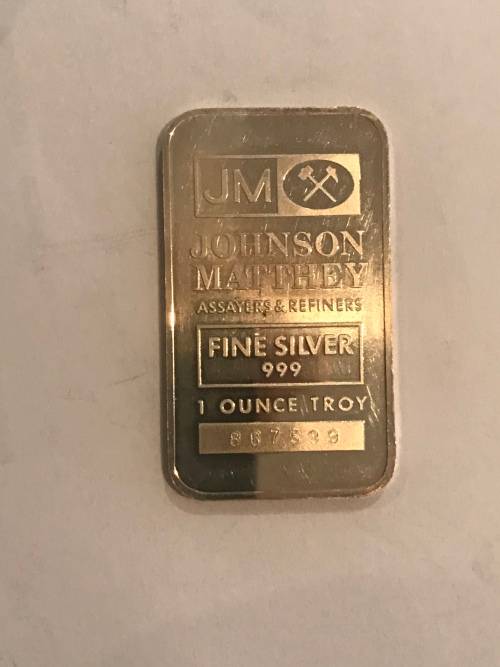 JM
JOHNSON
MATTHEY
ASSAYERS & REFINERS
FINE SILVER
999
1 OUNCE TROY